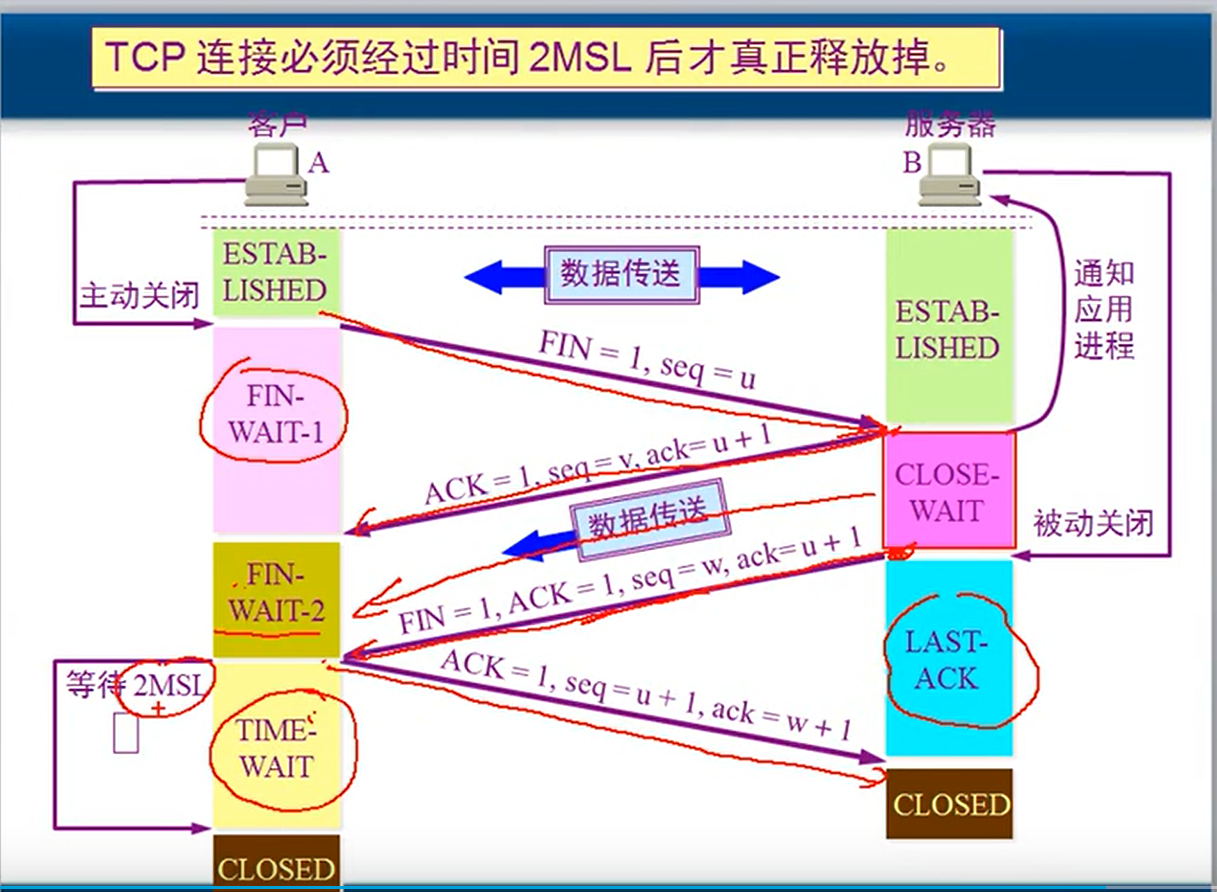 TCP 连接必须经过时间 2MSL 后才真正释放掉。
客户
服务器
A
B
ESTAB-
LISHED
数据传送
主动关闭
ESTAB-
LISHED
通知
应用
进程
FIN = 1, seq = u
FIN-
WAIT-1
ACK = 1, seq = v, ack= u + 1
CLOSE-
WAIT
数据传送
被动关闭
FIN = 1, ACK = 1, seq = w, ack= u + 1
FIN-
WAIT-2
ACK = 1, seq = u + 1, ack = w + 1
LAST-
ACK
等待 2MSL
TIME-
WAIT
CLOSED
CLOSED